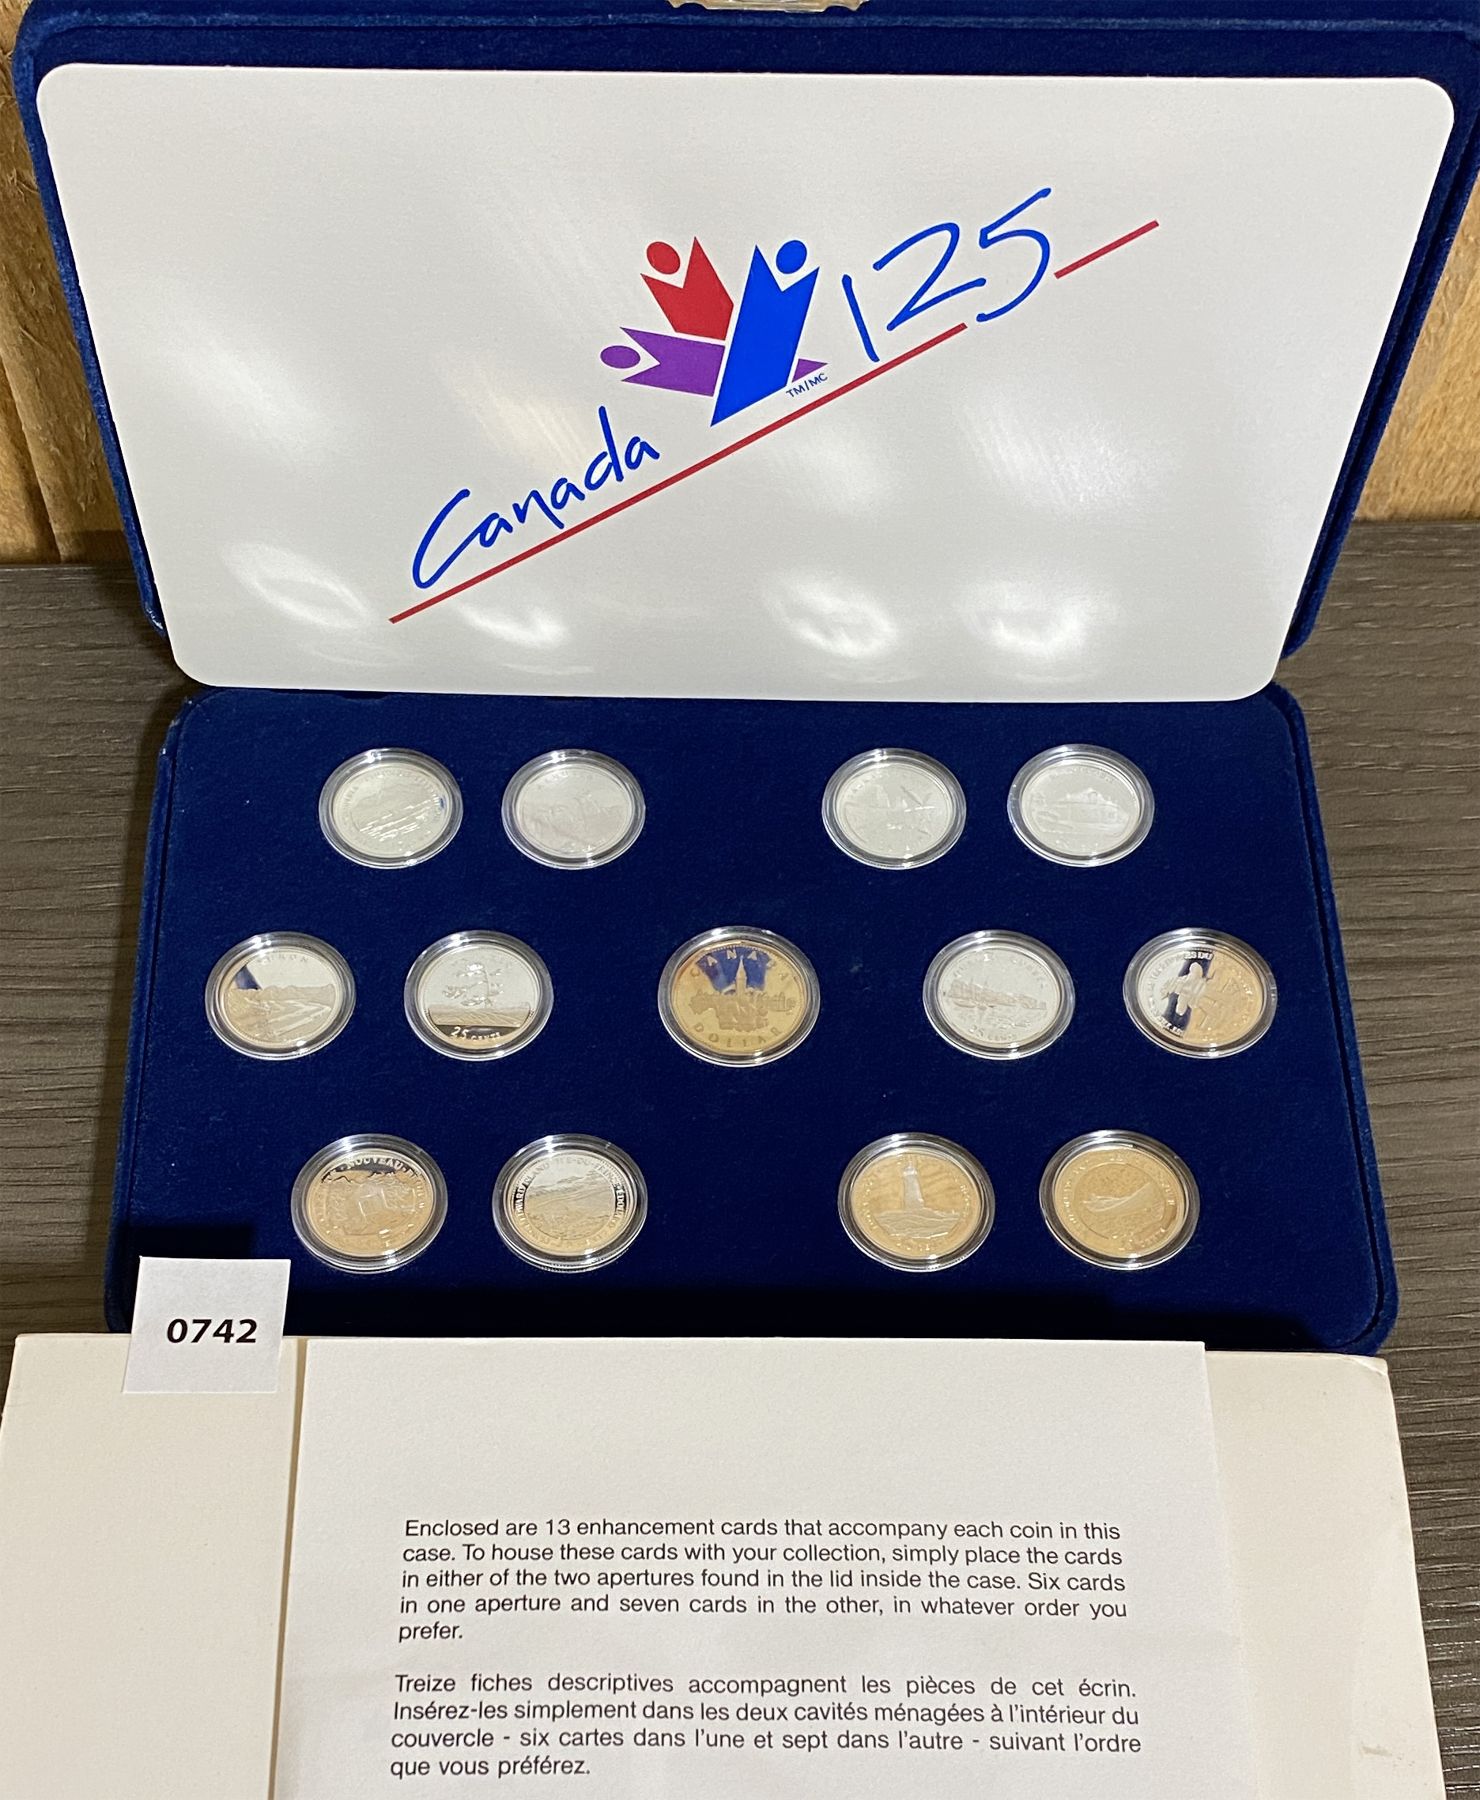 Canada 125
TM/MC
YUKON
25 CENTS
CANADA
DOLLAR
25 CENTS
0742
Enclosed are 13 enhancement cards that accompany each coin in this
case. To house these cards with your collection, simply place the cards
in either of the two apertures found in the lid inside the case. Six cards
in one aperture and seven cards in the other, in whatever order you
prefer.
Treize fiches descriptives accompagnent les pièces de cet écrin.
Insérez-les simplement dans les deux cavités ménagées à l'intérieur du
couvercle - six cartes dans l'une et sept dans l'autre - suivant l'ordre
que vous préférez.